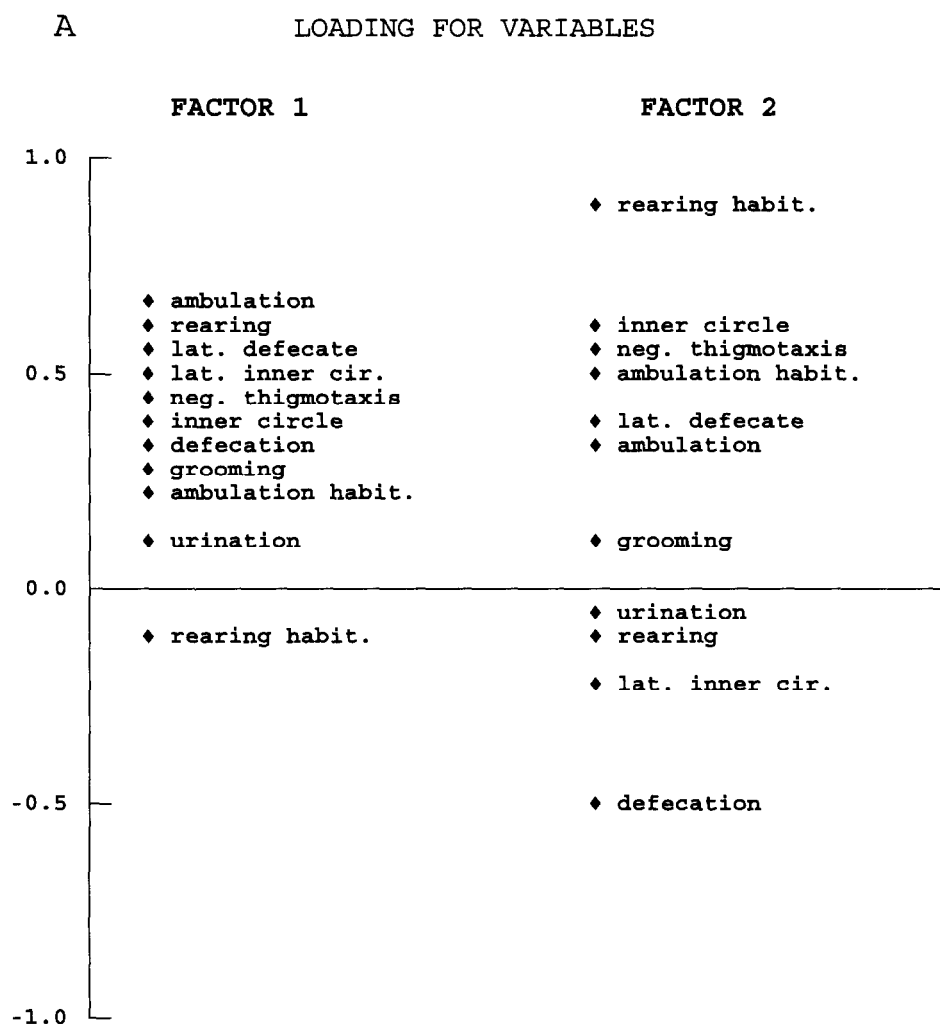 A
LOADING FOR VARIABLES
FACTOR 1
FACTOR 2
1.0
0.5
0.0
-0.5
-1.0
ambulation
rearing
lat. defecate
lat. inner cir.
neg. thigmotaxis
inner circle
defecation
grooming
ambulation habit.
urination
rearing habit.
rearing habit.
inner circle
neg. thigmotaxis
ambulation habit.
lat. defecate
ambulation
grooming
urination
rearing
lat. inner cir.
defecation